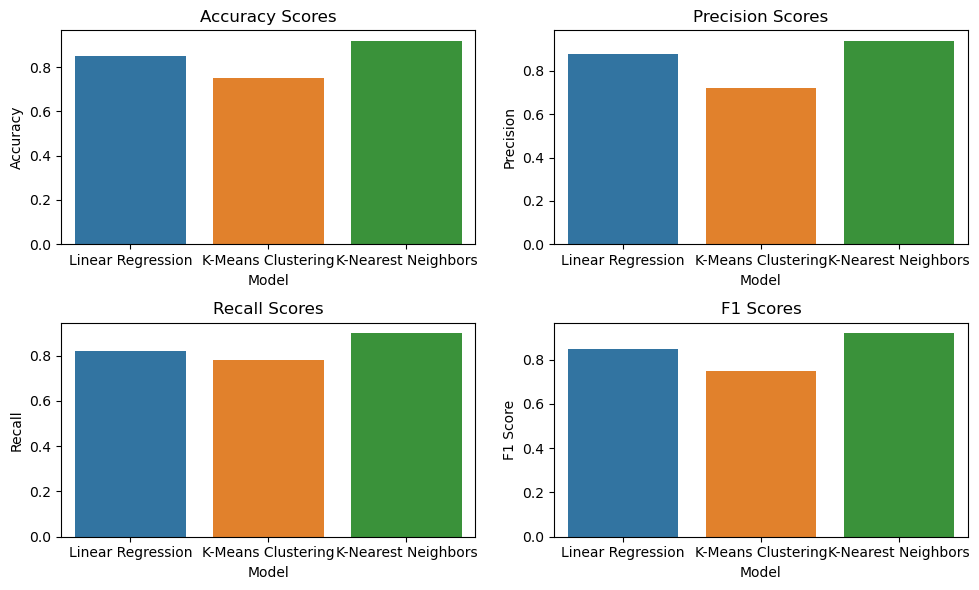 Accuracy Scores
Accuracy
0.8
0.6
0.4
0.2
0.0
Linear Regression K-Means Clustering K-Nearest Neighbors
Model
Precision Scores
Precision
0.8
0.6
0.4
0.2
0.0
Linear Regression K-Means Clustering K-Nearest Neighbors
Model
Recall Scores
Recall
0.8
0.6
0.4
0.2
0.0
Linear Regression K-Means Clustering K-Nearest Neighbors
Model
F1 Scores
F1 Score
0.8
0.6
0.4
0.2
0.0
Linear Regression K-Means Clustering K-Nearest Neighbors
Model